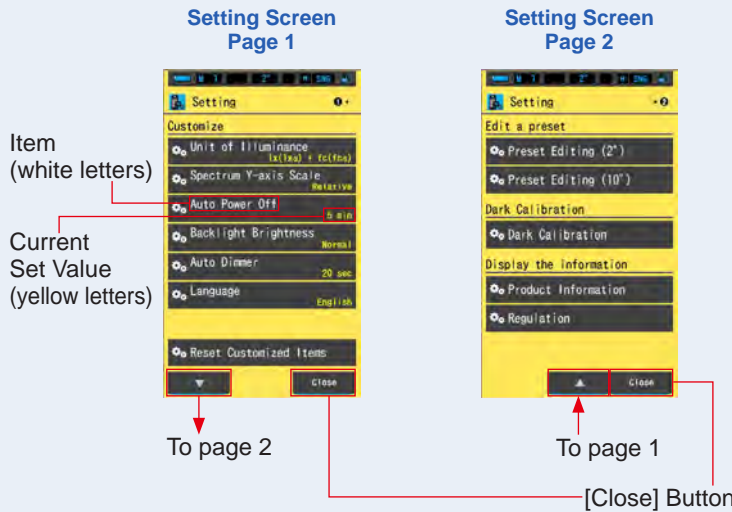 Setting Screen
Page 1
Setting Screen
Page 2
Item
(white letters)
Current
Set Value
(yellow letters)
Setting
Customize
Unit of Illuminance
lx(lm㎡) + fc(f㎡)
Spectrum Y-axis Scale
Relative
Auto Power Off
5 min
Backlight Brightness
Normal
Auto Dimmer
20 sec
Language
English
Reset Customized Items
▼
Close
To page 2
Setting
Edit a preset
Preset Editing (2°)
Preset Editing (10°)
Dark Calibration
Dark Calibration
Display the information
Product Information
Regulation
▲
Close
To page 1
[Close] Button